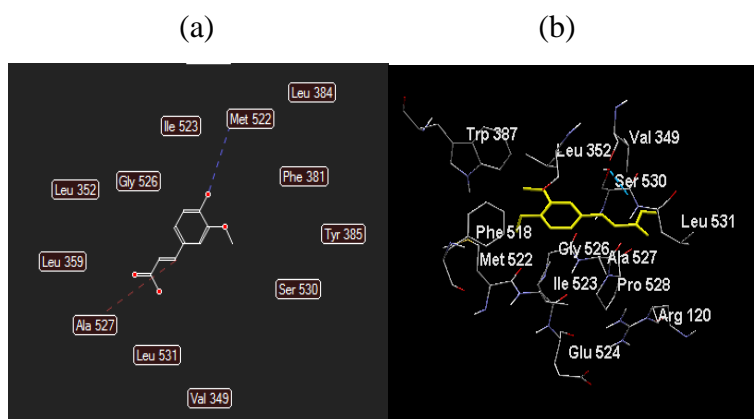 (a)
(b)
Leu 384
Met 522
Ile 523
Phe 381
Gly 526
Leu 352
Tyr 385
Leu 359
Ser 530
Ala 527
Leu 531
Val 349
Trp 387
Leu 352
Val 349
Ser 530
Leu 531
Phe 518
Met 522
Gly 526
Ala 527
Ile 523
Pro 528
Arg 120
Glu 524